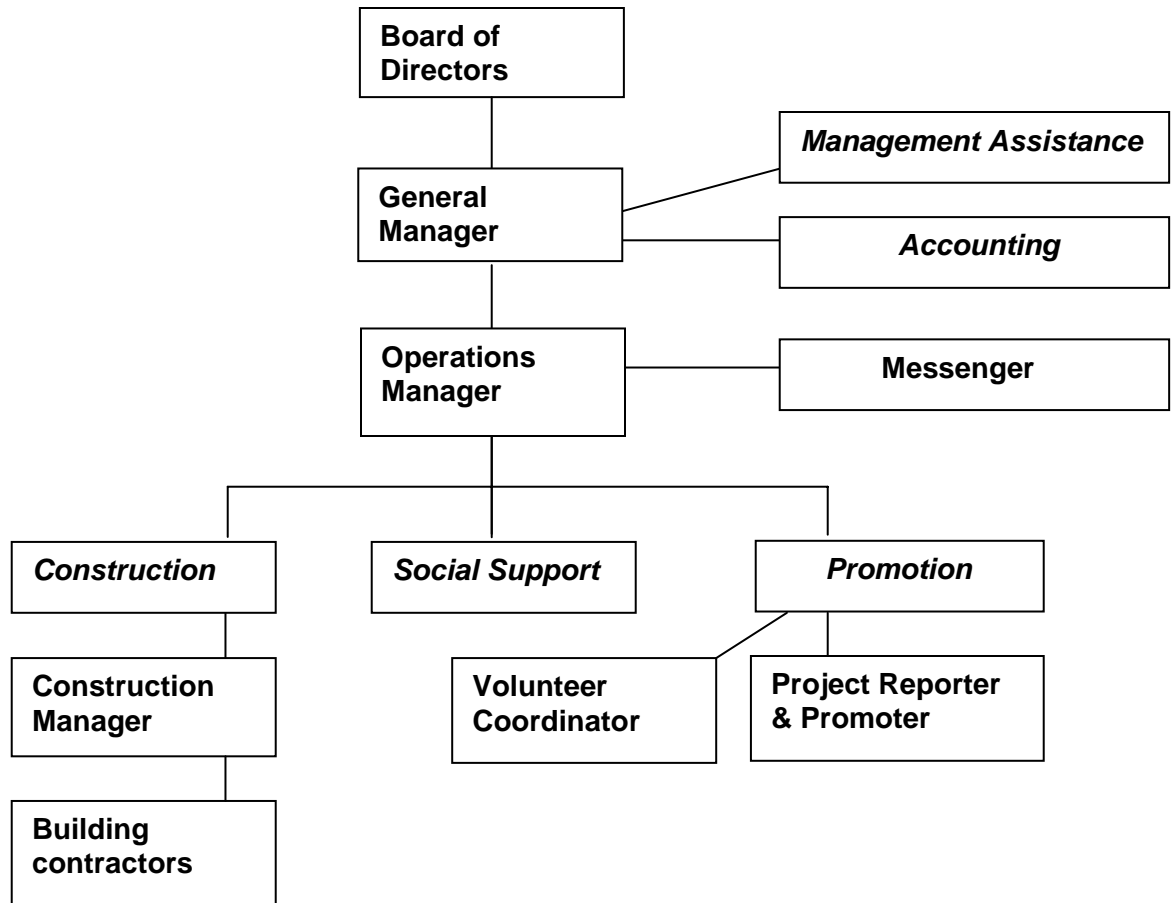 Board of
Directors
Management Assistance
General
Manager
Accounting
Operations
Manager
Messenger
Construction
Social Support
Promotion
Construction
Manager
Volunteer
Coordinator
Project Reporter
& Promoter
Building
contractors